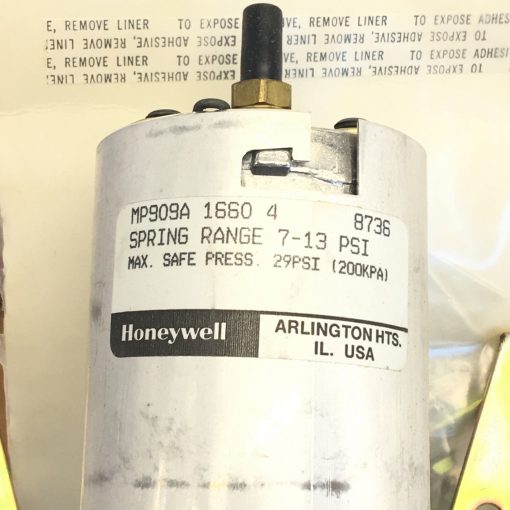 E, REMOVE LINER TO EXPOSE ADHES
TO EXPOSE ADHESIVE, REMOVE LINER TO EXPOSE ADHESIVE, REMOVE LINER
E, REMOVE LINER TO EXPOSE ADHESI
TO EXPOSE ADHESIVE, REMOVE LINER TO EXPOSE ADHESIVE, REMOVE LINER
MP909A 1660 4 8736
SPRING RANGE 7-13 PSI
MAX. SAFE PRESS. 29PSI (200KPA)
Honeywell
ARLINGTON HTS.
IL. USA